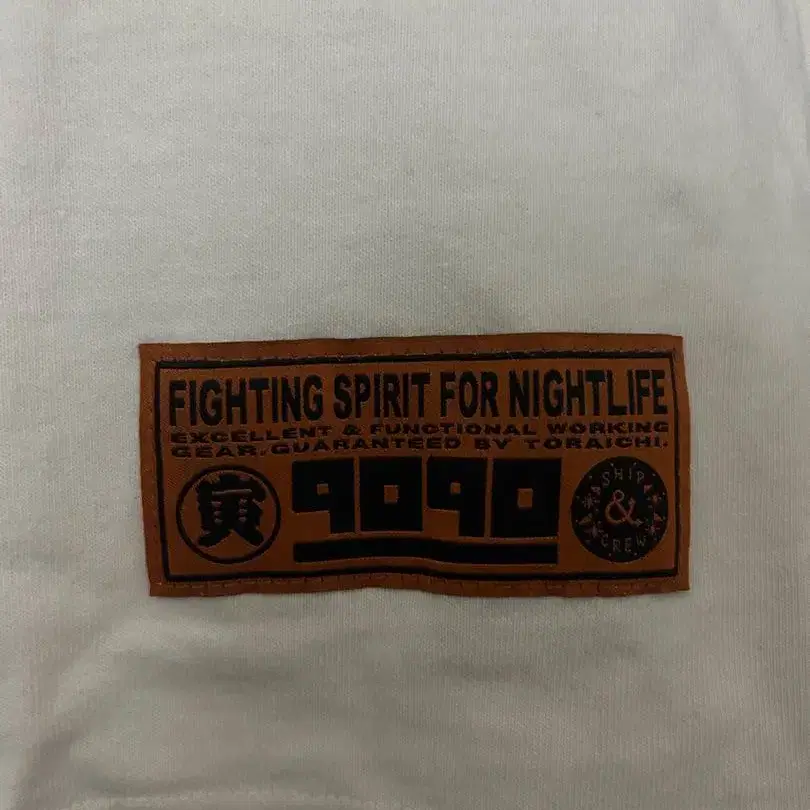 FIGHTING SPIRIT FOR NIGHTLIFE
EXCELLENT & FUNCTIONAL WORKING
GEAR, GUARANTEED BY TORAICHI.
寅
9090
SHIP
&
CREW